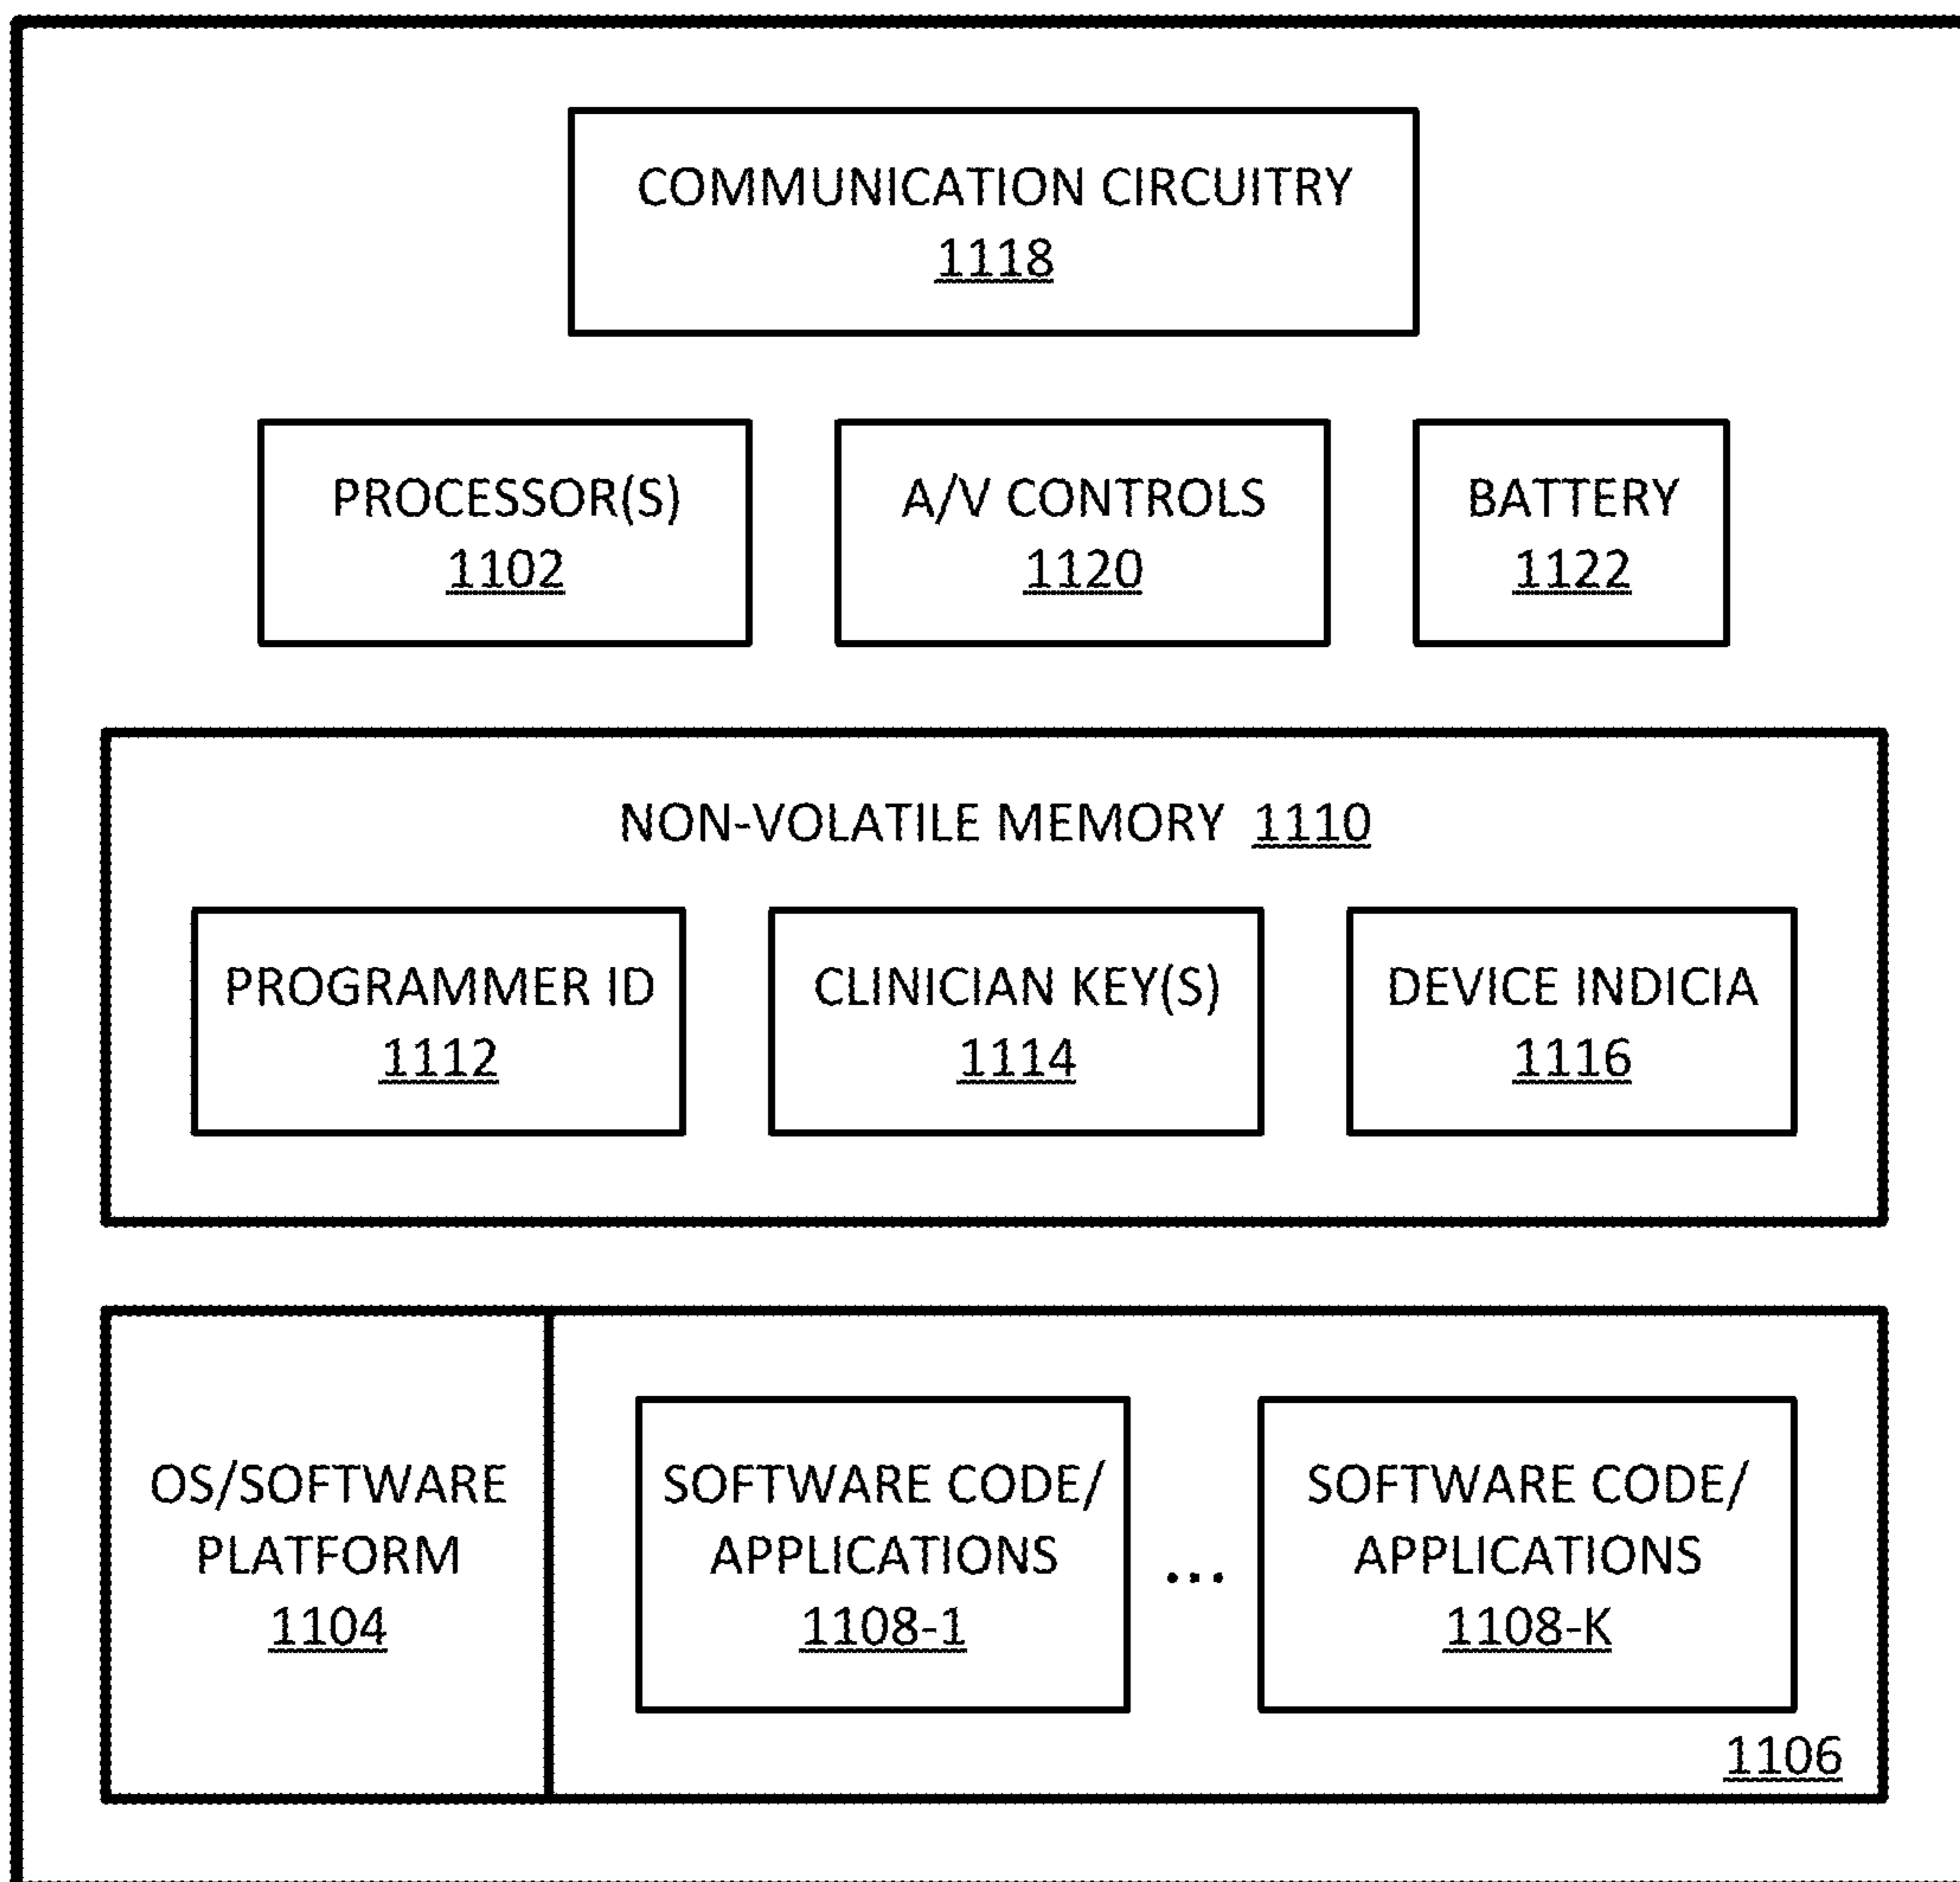 COMMUNICATION CIRCUITRY
1118
PROCESSOR(S)
1102
A/V CONTROLS
1120
BATTERY
1122
NON-VOLATILE MEMORY 1110
PROGRAMMER ID
1112
CLINICIAN KEY(S)
1114
DEVICE INDICIA
1116
OS/SOFTWARE
PLATFORM
1104
SOFTWARE CODE/
APPLICATIONS
1108-1
...
SOFTWARE CODE/
APPLICATIONS
1108-K
1106